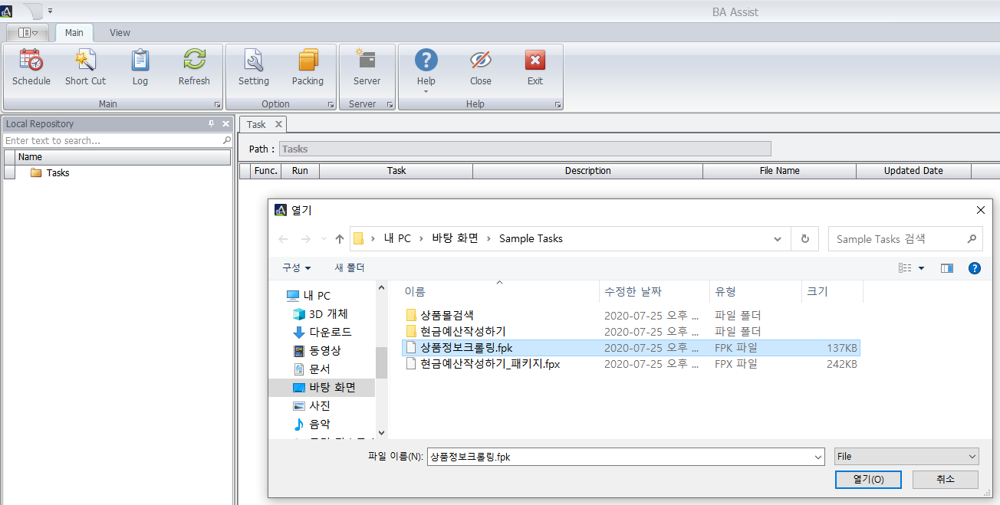 BA Assist
Main View
Schedule Short Cut Log Refresh Setting Packing Server Help Close Exit
Main Option Server Help
Local Repository
Enter text to search...
Name
Tasks
Task
Path : Tasks
Func. Run Task Description File Name Updated Date
열기
내 PC 바탕 화면 Sample Tasks
Sample Tasks 검색
구성 새 폴더
내 PC
3D 개체
다운로드
동영상
문서
바탕 화면
사진
음악
이름 수정한 날짜 유형 크기
상품몰검색 2020-07-25 오후 ... 파일 폴더
현금예산작성하기 2020-07-25 오후 ... 파일 폴더
상품정보크롤링.fpk 2020-07-25 오후 ... FPK 파일 137KB
현금예산작성하기_패키지.fpx 2020-07-25 오후 ... FPX 파일 242KB
파일 이름(N): 상품정보크롤링.fpk File
열기(O) 취소